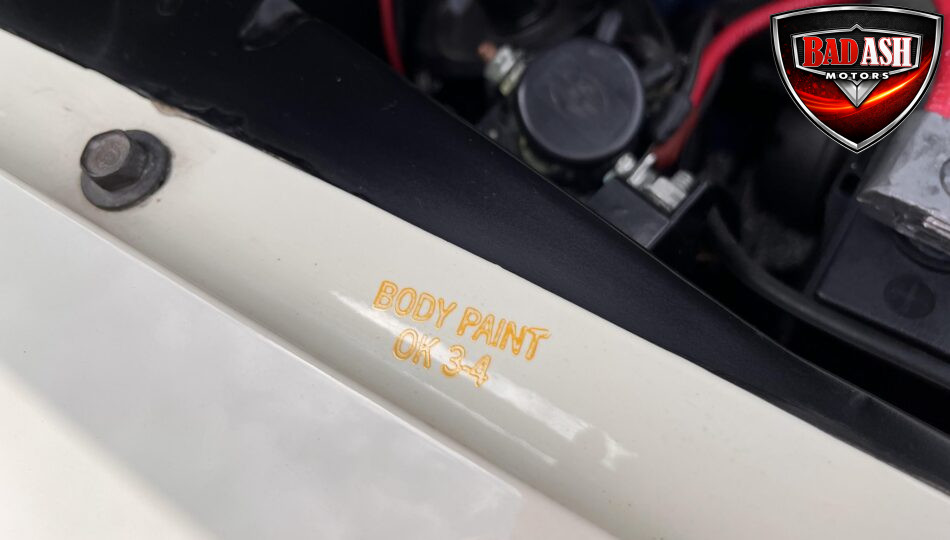 BAD ASH
MOTORS
BODY PAINT
OK 3-4